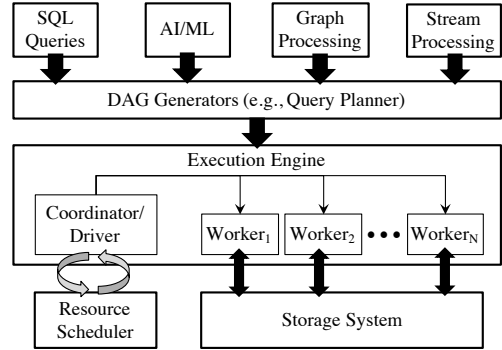 SQL
Queries
AI/ML
Graph
Processing
Stream
Processing
DAG Generators (e.g., Query Planner)
Execution Engine
Coordinator/
Driver
Worker₁
Worker₂
•••
Worker_N
Resource
Scheduler
Storage System